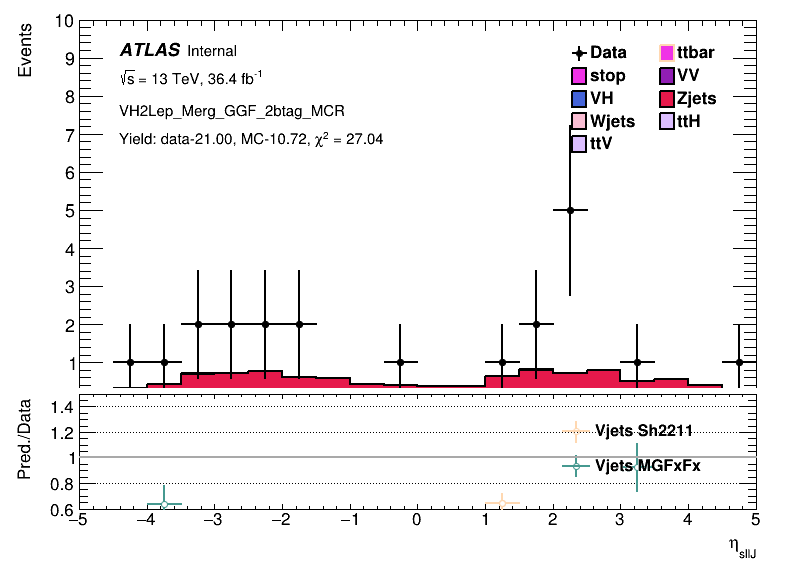 Events
10
9
8
7
6
5
4
3
2
1
ATLAS Internal
√s = 13 TeV, 36.4 fb⁻¹
VH2Lep_Merg_GGF_2btag_MCR
Yield: data-21.00, MC-10.72, χ² = 27.04
Data
ttbar
stop
VV
VH
Zjets
Wjets
ttH
ttV
Pred./Data
1.4
1.2
1
0.8
0.6
Vjets Sh2211
Vjets MGFxFx
−5 −4 −3 −2 −1 0 1 2 3 4 5
η sllJ